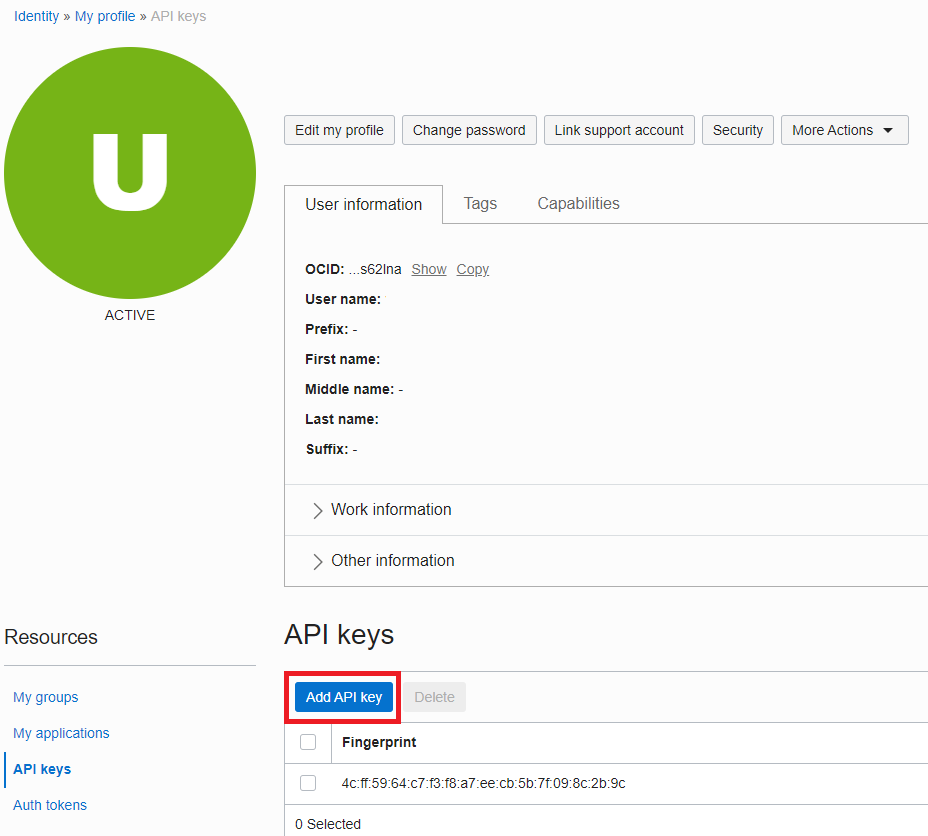 Identity » My profile » API keys
U
ACTIVE
Edit my profile Change password Link support account Security More Actions
User information Tags Capabilities
OCID: ...s62lna Show Copy
User name:
Prefix: -
First name:
Middle name: -
Last name:
Suffix: -
Work information
Other information
Resources
My groups
My applications
API keys
Auth tokens
API keys
Add API key Delete
Fingerprint
4c:ff:59:64:c7:f3:f8:a7:ee:cb:5b:7f:09:8c:2b:9c
0 Selected